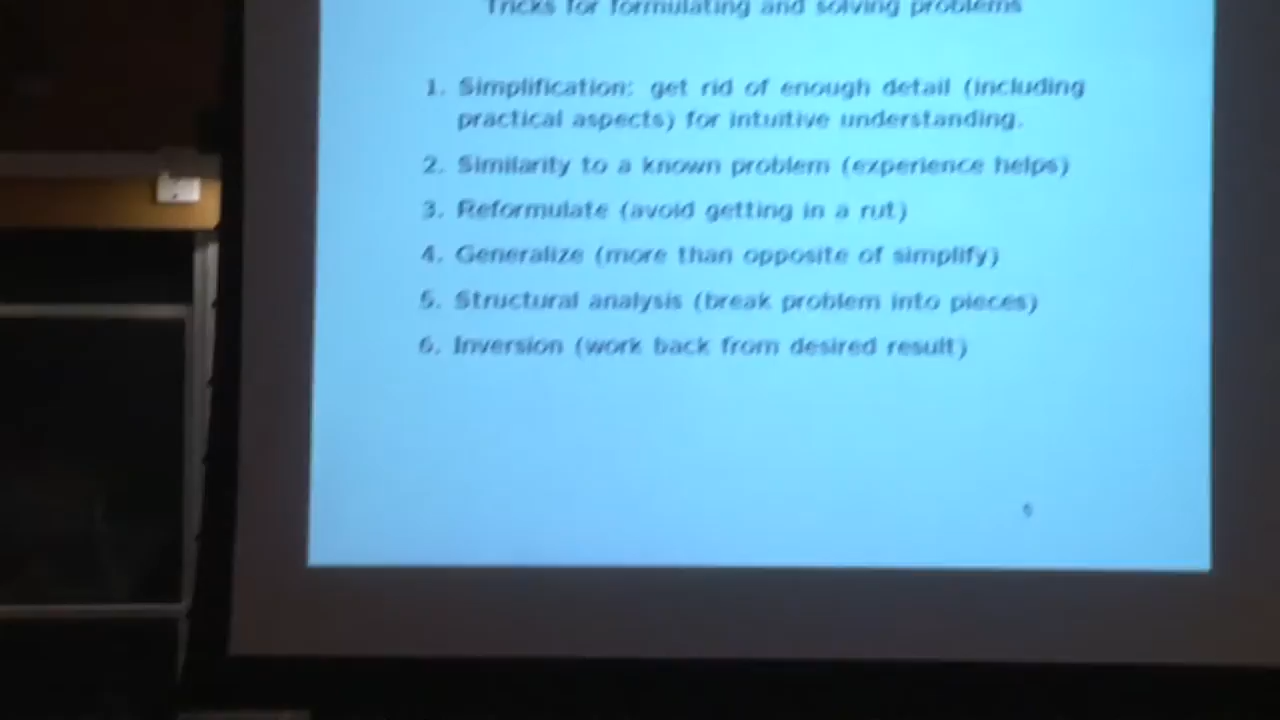 Tricks for formulating and solving problems
1. Simplification: get rid of enough detail (including
practical aspects) for intuitive understanding.
2. Similarity to a known problem (experience helps)
3. Reformulate (avoid getting in a rut)
4. Generalize (more than opposite of simplify)
5. Structural analysis (break problem into pieces)
6. Inversion (work back from desired result)